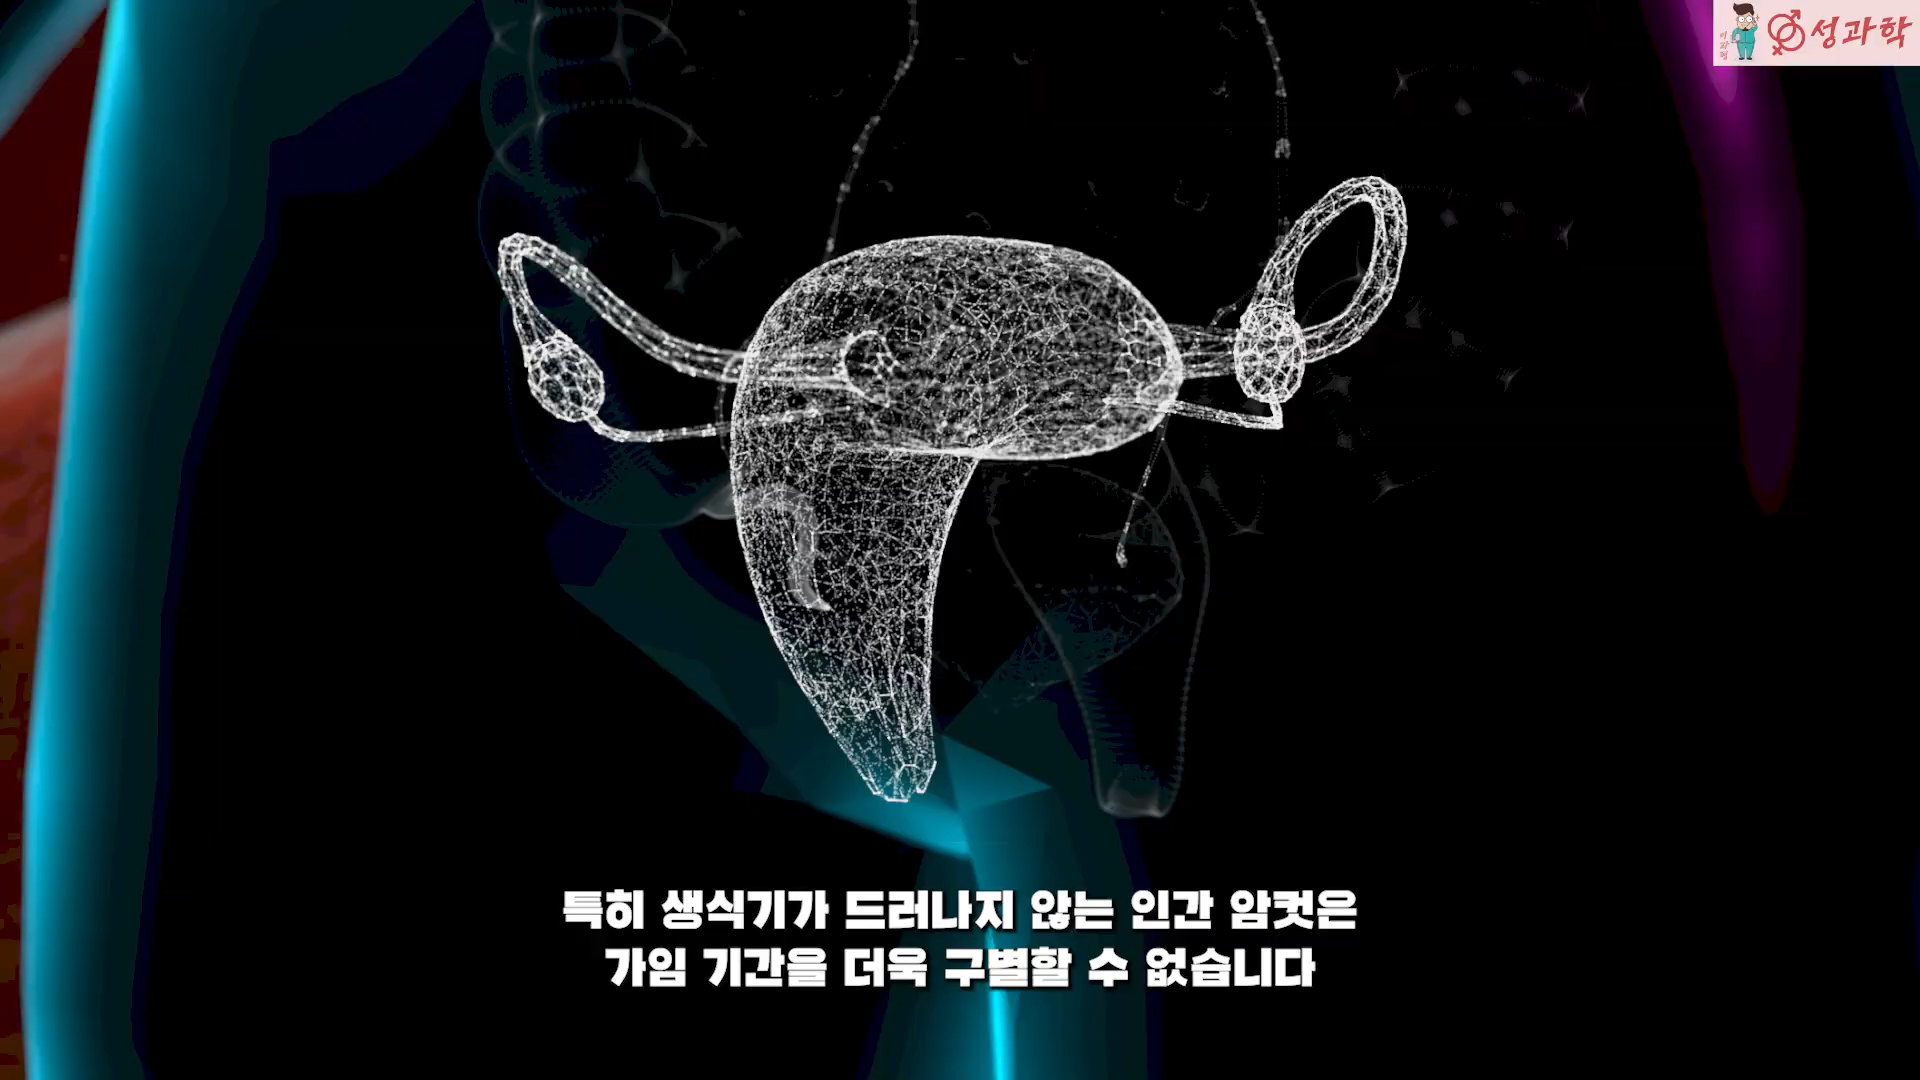 성과학
특히 생식기가 드러나지 않는 인간 암컷은
가임 기간을 더욱 구별할 수 없습니다